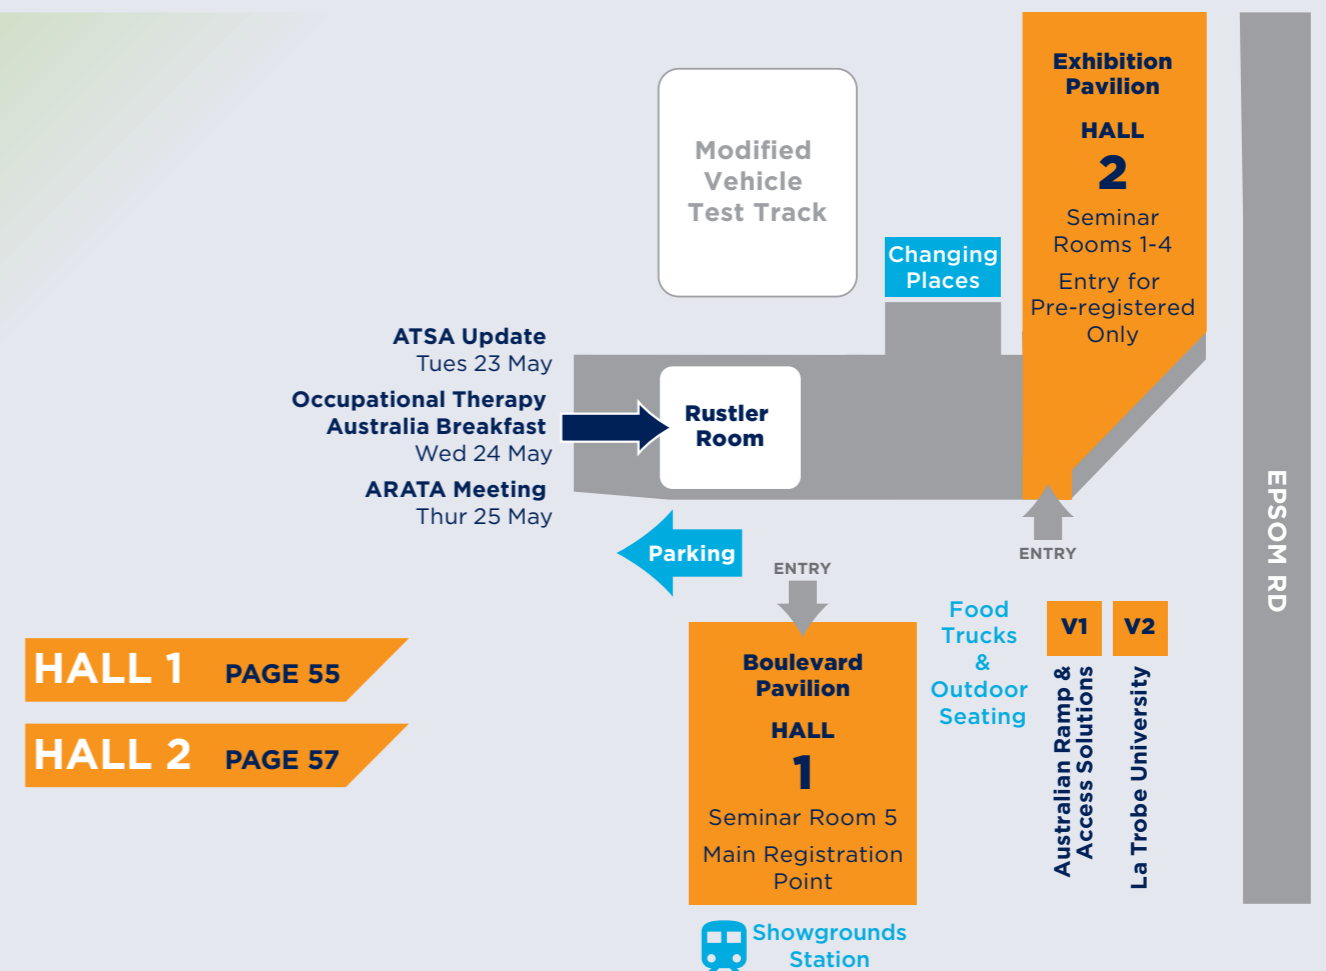 Exhibition
Pavilion
HALL
2
Seminar
Rooms 1-4
Entry for
Pre-registered
Only
Modified
Vehicle
Test Track
Changing
Places
ATSA Update
Tues 23 May
Occupational Therapy
Australia Breakfast
Wed 24 May
ARATA Meeting
Thur 25 May
Rustler
Room
EPSOM RD
Parking
ENTRY
ENTRY
Food
Trucks
&
Outdoor
Seating
V1
V2
Australian Ramp &
Access Solutions
La Trobe University
HALL 1 PAGE 55
HALL 2 PAGE 57
Boulevard
Pavilion
HALL
1
Seminar Room 5
Main Registration
Point
Showgrounds
Station